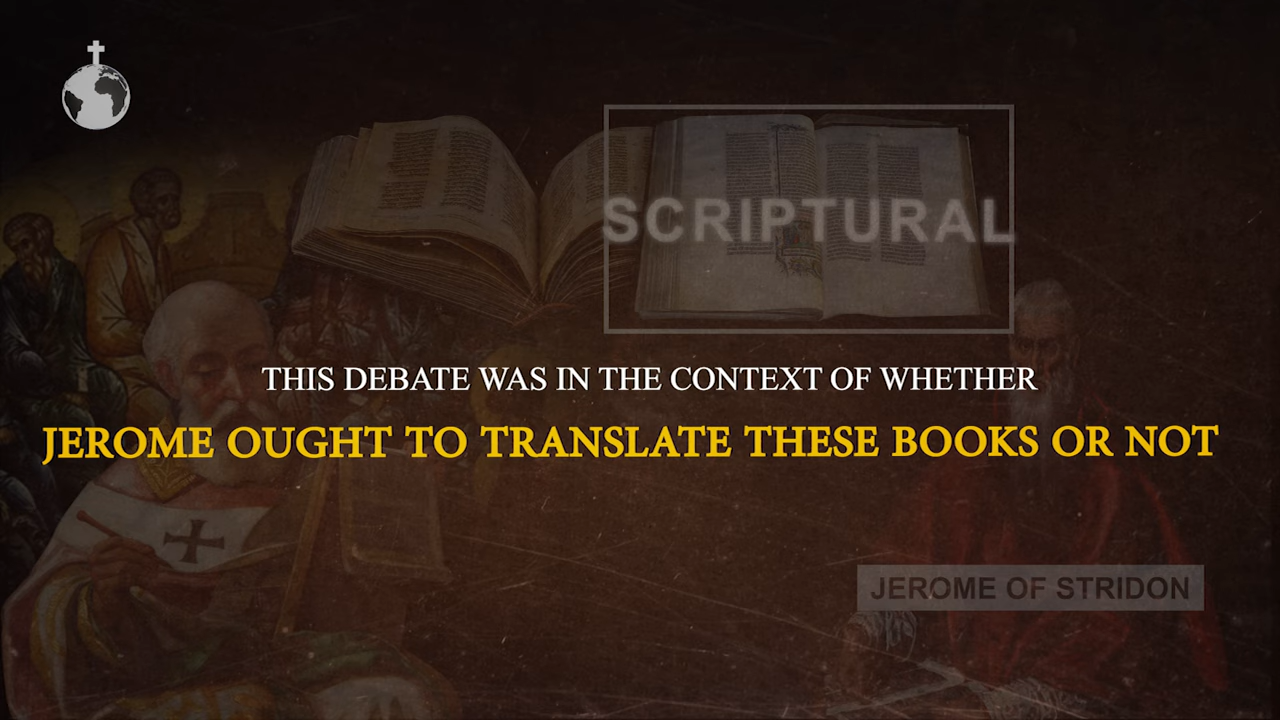 SCRIPTURAL
THIS DEBATE WAS IN THE CONTEXT OF WHETHER
JEROME OUGHT TO TRANSLATE THESE BOOKS OR NOT
JEROME OF STRIDON